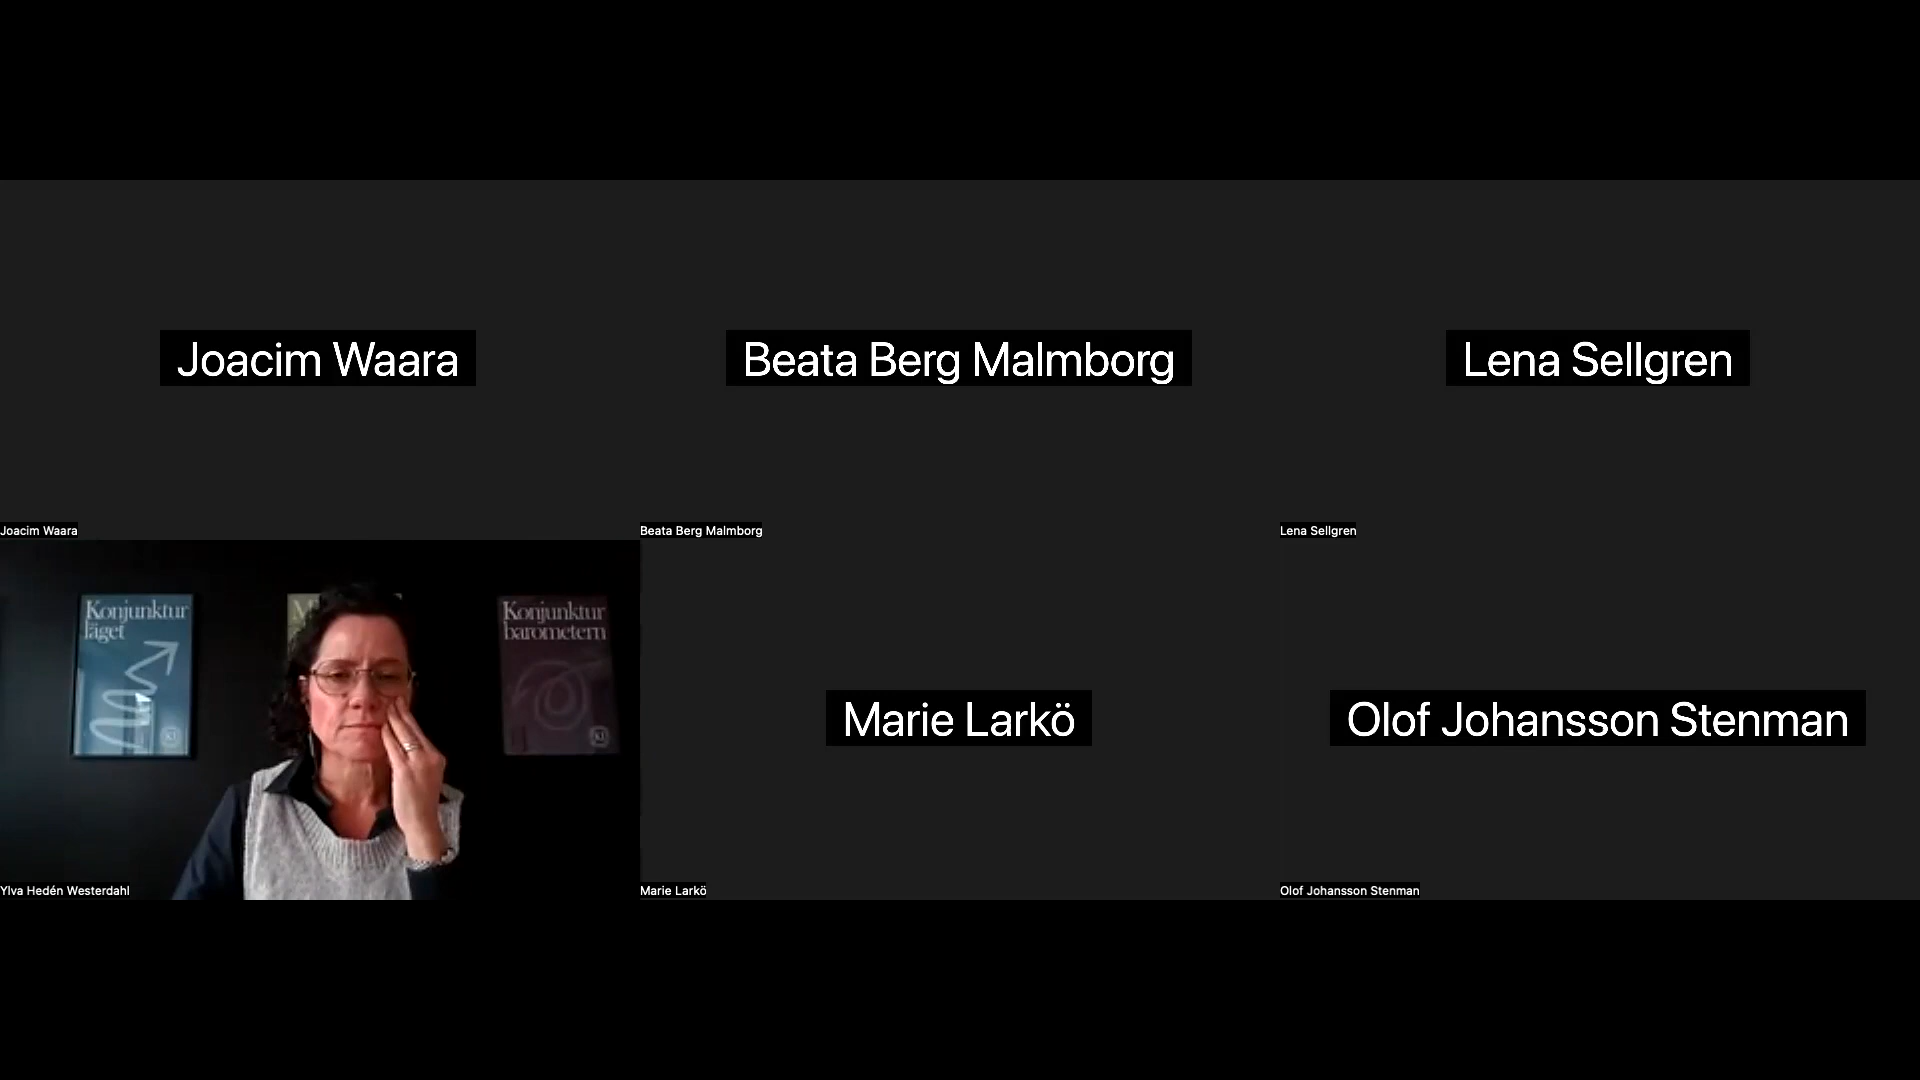 Joacim Waara
Beata Berg Malmborg
Lena Sellgren
Joacim Waara
Beata Berg Malmborg
Lena Sellgren
Konjunktur
läget
Konjunktur
barometern
Marie Larkö
Olof Johansson Stenman
Ylva Hedén Westerdahl
Marie Larkö
Olof Johansson Stenman